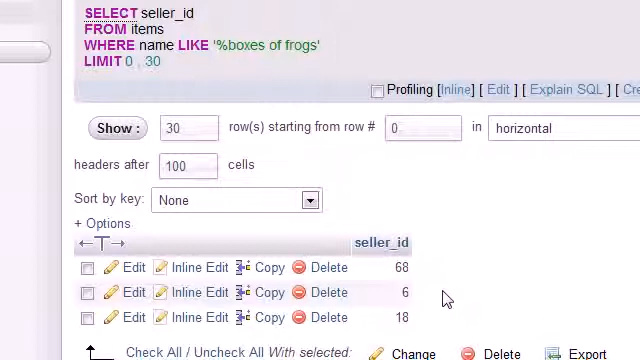 SELECT seller_id
FROM items
WHERE name LIKE '%boxes of frogs'
LIMIT 0 , 30
Profiling [Inline] [ Edit ] [ Explain SQL ] [ Cre
Show : 30 row(s) starting from row # 0 in horizontal
headers after 100 cells
Sort by key: None
+ Options
←T→ seller_id
Edit Inline Edit Copy Delete 68
Edit Inline Edit Copy Delete 6
Edit Inline Edit Copy Delete 18
Check All / Uncheck All With selected: Change Delete Export